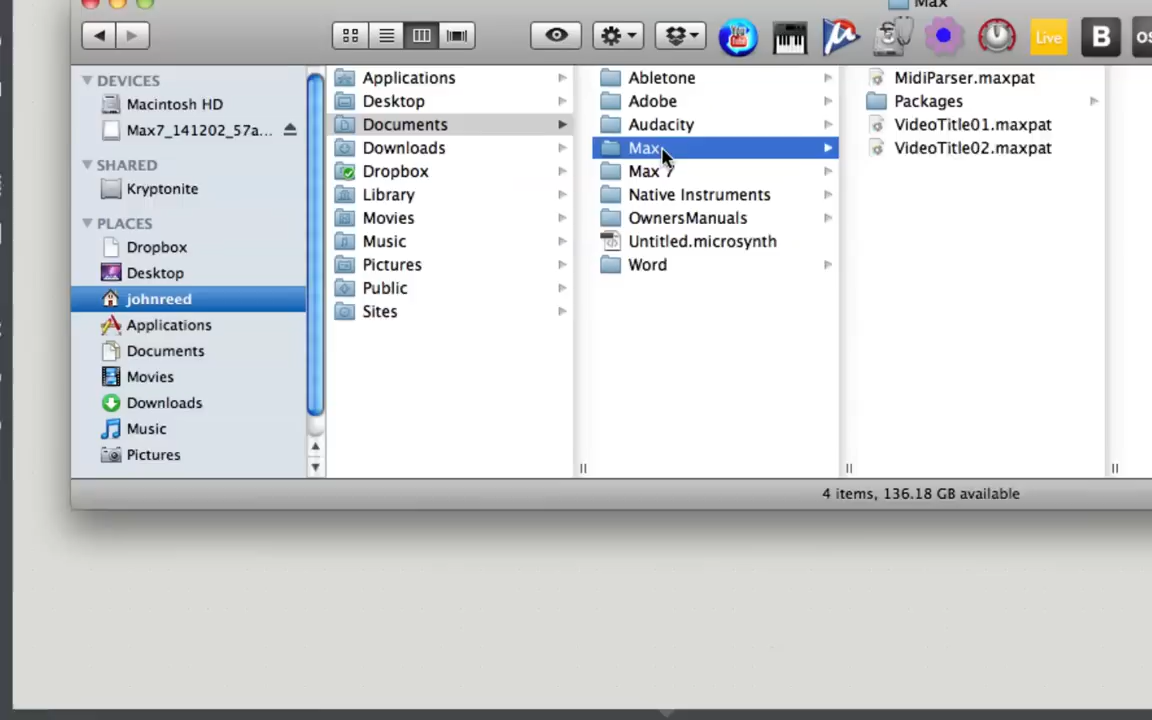 Max
Live
B
DEVICES
Macintosh HD
Max7_141202_57a...
SHARED
Kryptonite
PLACES
Dropbox
Desktop
johnreed
Applications
Documents
Movies
Downloads
Music
Pictures
Applications
Desktop
Documents
Downloads
Dropbox
Library
Movies
Music
Pictures
Public
Sites
Abletone
Adobe
Audacity
Max
Max 7
Native Instruments
OwnersManuals
Untitled.microsynth
Word
MidiParser.maxpat
Packages
VideoTitle01.maxpat
VideoTitle02.maxpat
4 items, 136.18 GB available